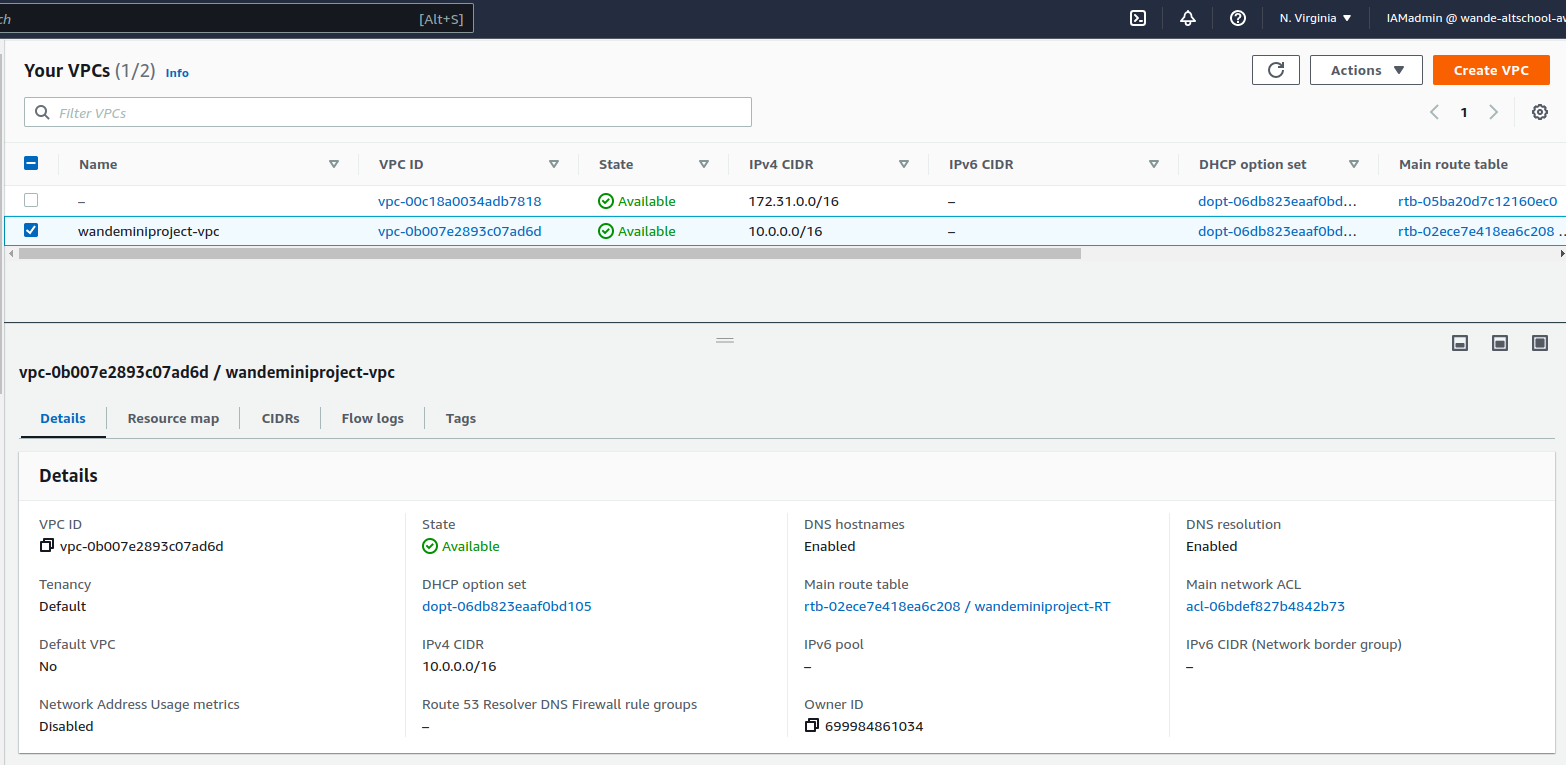 ch [Alt+S] N. Virginia IAMadmin @ wande-altschool-av
Your VPCs (1/2) Info Actions Create VPC
Filter VPCs 1
Name VPC ID State IPv4 CIDR IPv6 CIDR DHCP option set Main route table
– vpc-00c18a0034adb7818 Available 172.31.0.0/16 – dopt-06db823eaaf0bd… rtb-05ba20d7c12160ec0
wandeminiproject-vpc vpc-0b007e2893c07ad6d Available 10.0.0.0/16 – dopt-06db823eaaf0bd… rtb-02ece7e418ea6c208 …
vpc-0b007e2893c07ad6d / wandeminiproject-vpc
Details Resource map CIDRs Flow logs Tags
Details
VPC ID State DNS hostnames DNS resolution
vpc-0b007e2893c07ad6d Available Enabled Enabled
Tenancy DHCP option set Main route table Main network ACL
Default dopt-06db823eaaf0bd105 rtb-02ece7e418ea6c208 / wandeminiproject-RT acl-06bdef827b4842b73
Default VPC IPv4 CIDR IPv6 pool IPv6 CIDR (Network border group)
No 10.0.0.0/16 – –
Network Address Usage metrics Route 53 Resolver DNS Firewall rule groups Owner ID
Disabled – 699984861034